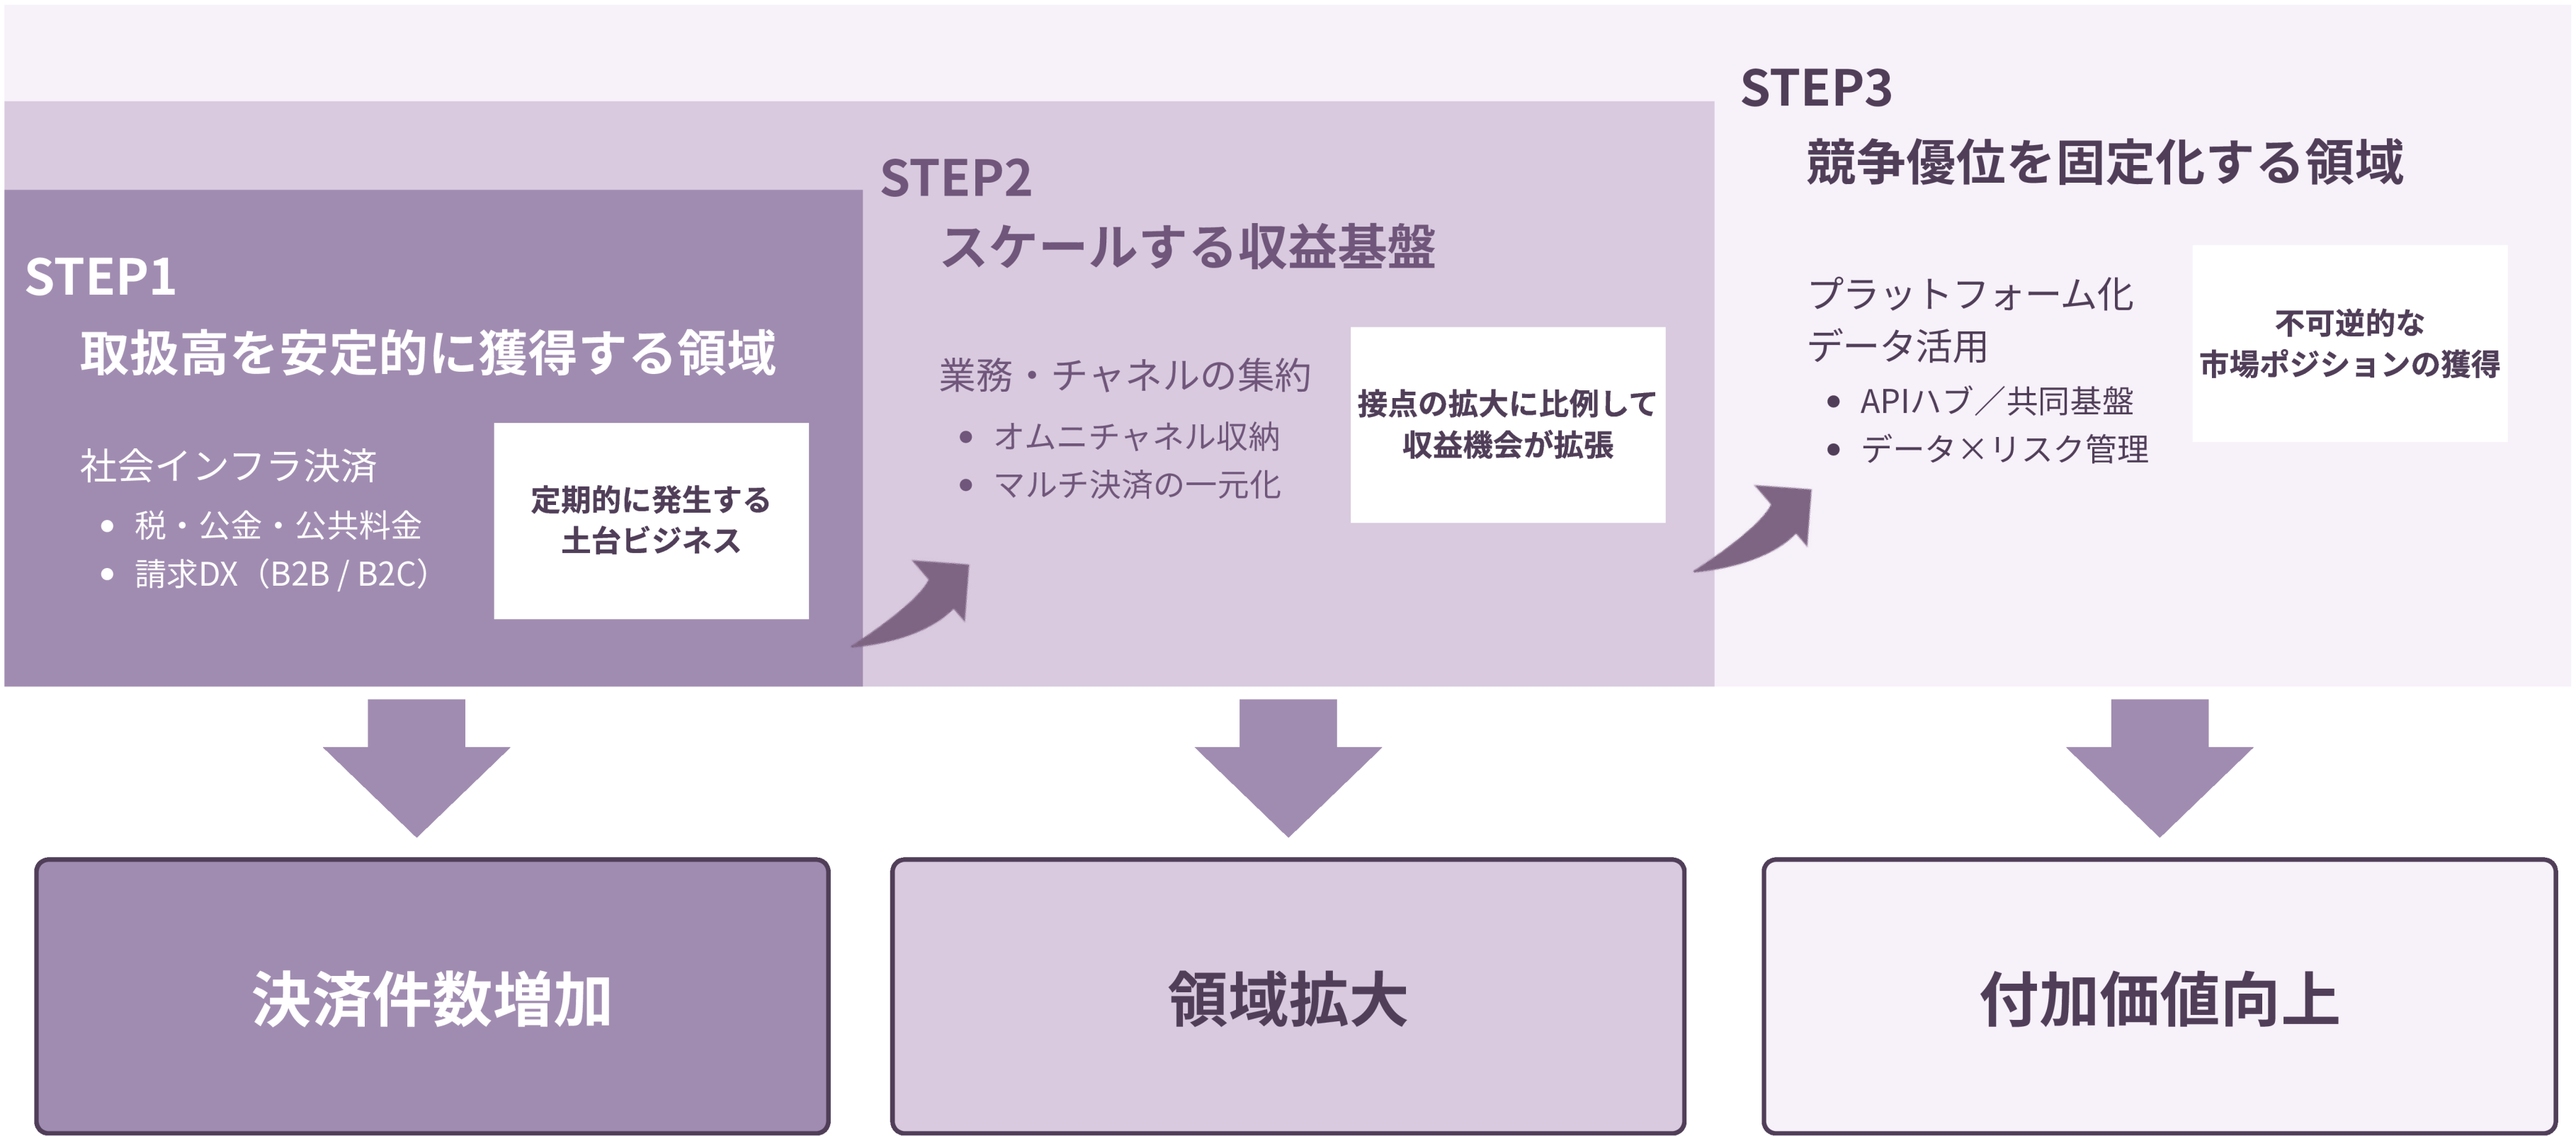 STEP1
取扱高を安定的に獲得する領域
社会インフラ決済
• 税・公金・公共料金
• 請求DX（B2B / B2C）
定期的に発生する
土台ビジネス
STEP2
スケールする収益基盤
業務・チャネルの集約
• オムニチャネル収納
• マルチ決済の一元化
接点の拡大に比例して
収益機会が拡張
STEP3
競争優位を固定化する領域
プラットフォーム化
データ活用
• APIハブ／共同基盤
• データ×リスク管理
不可逆的な
市場ポジションの獲得
決済件数増加
領域拡大
付加価値向上